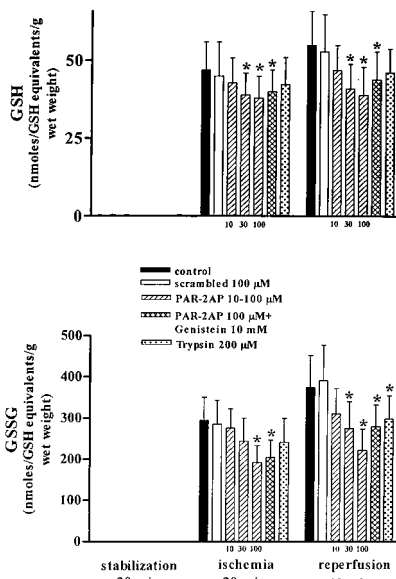 GSH
(nmoles/GSH equivalents/g
wet weight)
50
25
0
*
*
*
*
*
*
10 30 100
10 30 100
control
scrambled 100 µM
PAR-2AP 10-100 µM
PAR-2AP 100 µM+
Genistein 10 mM
Trypsin 200 µM
GSSG
(nmoles/GSH equivalents/g
wet weight)
500
400
300
200
100
0
*
*
*
*
*
*
10 30 100
10 30 100
stabilization
ischemia
reperfusion